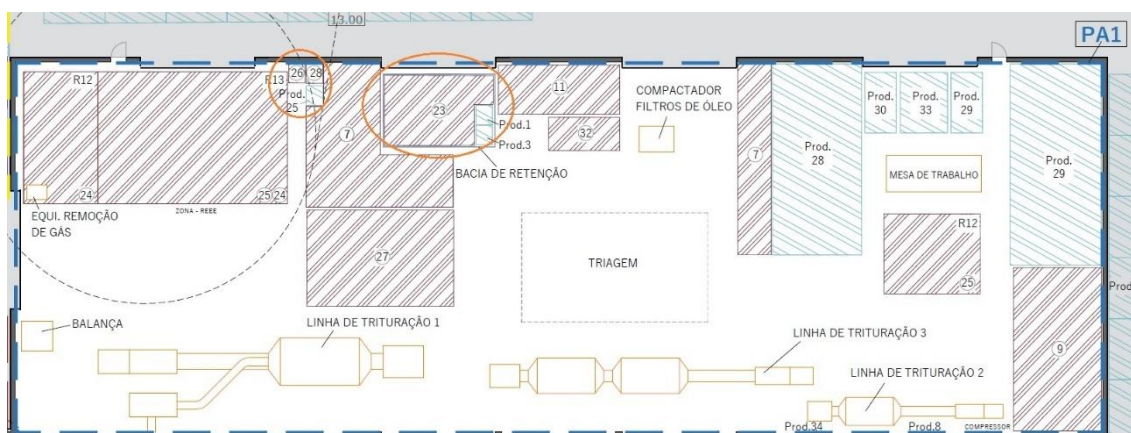 13.00
PA1
R12
R13
26
28
Prod.
25
23
Prod.1
Prod.3
11
32
COMPACTADOR
FILTROS DE ÓLEO
7
7
Prod.
28
Prod.
30
Prod.
33
Prod.
29
Prod.
29
MESA DE TRABALHO
BACIA DE RETENÇÃO
24
25
24
ZONA - REEE
EQUI. REMOÇÃO
DE GÁS
27
TRIAGEM
R12
25
Prod
BALANÇA
LINHA DE TRITURAÇÃO 1
LINHA DE TRITURAÇÃO 3
LINHA DE TRITURAÇÃO 2
9
Prod.34
Prod.8
COMPRESSOR